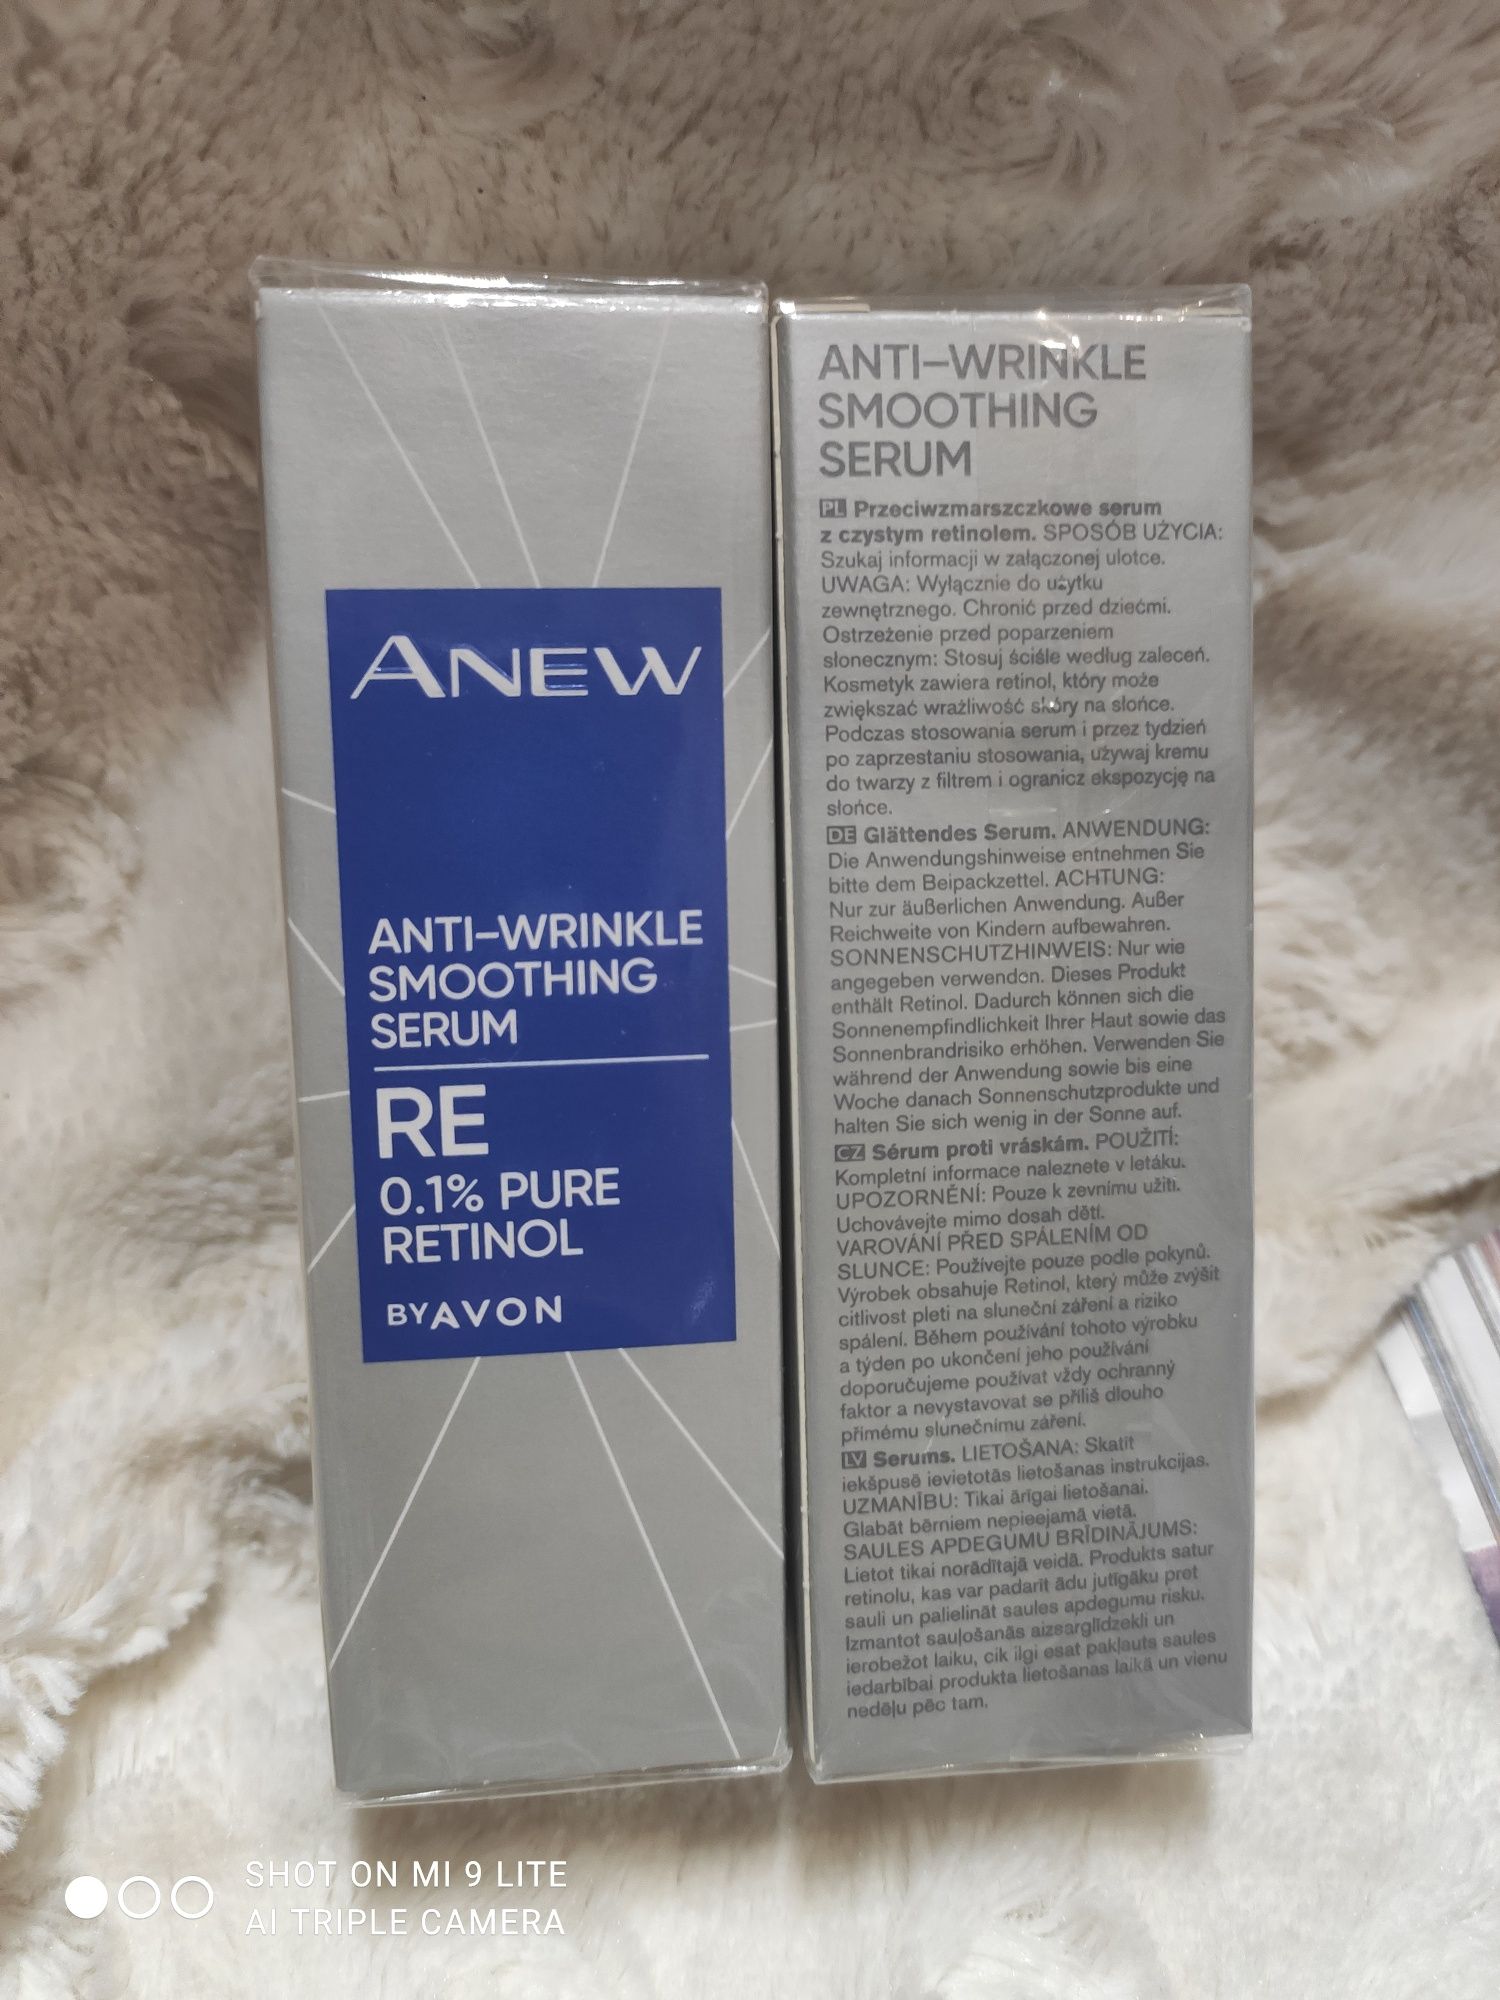 ANEW
ANTI–WRINKLE
SMOOTHING
SERUM
RE
0.1% PURE
RETINOL
BY AVON
ANTI–WRINKLE
SMOOTHING
SERUM
PL Przeciwzmarszczkowe serum
z czystym retinolem. SPOSÓB UŻYCIA:
Szukaj informacji w załączonej ulotce.
UWAGA: Wyłącznie do użytku
zewnętrznego. Chronić przed dziećmi.
Ostrzeżenie przed poparzeniem
słonecznym: Stosuj ściśle według zaleceń.
Kosmetyk zawiera retinol, który może
zwiększać wrażliwość skóry na słońce.
Podczas stosowania serum i przez tydzień
po zaprzestaniu stosowania, używaj kremu
do twarzy z filtrem i ogranicz ekspozycję na
słońce.
DE Glättendes Serum. ANWENDUNG:
Die Anwendungshinweise entnehmen Sie
bitte dem Beipackzettel. ACHTUNG:
Nur zur äußerlichen Anwendung. Außer
Reichweite von Kindern aufbewahren.
SONNENSCHUTZHINWEIS: Nur wie
angegeben verwenden. Dieses Produkt
enthält Retinol. Dadurch können sich die
Sonnenempfindlichkeit Ihrer Haut sowie das
Sonnenbrandrisiko erhöhen. Verwenden Sie
während der Anwendung sowie bis eine
Woche danach Sonnenschutzprodukte und
halten Sie sich wenig in der Sonne auf.
CZ Sérum proti vráskám. POUŽITÍ:
Kompletní informace naleznete v letáku.
UPOZORNĚNÍ: Pouze k zevnímu užití.
Uchovávejte mimo dosah dětí.
VAROVÁNÍ PŘED SPÁLENÍM OD
SLUNCE: Používejte pouze podle pokynů.
Výrobek obsahuje Retinol, který může zvýšit
citlivost pleti na sluneční záření a riziko
spálení. Během používání tohoto výrobku
a týden po ukončení jeho používání
doporučujeme používat vždy ochranný
faktor a nevystavovat se příliš dlouho
přímému slunečnímu záření.
LV Serums. LIETOŠANA: Skatīt
iekšpusē ievietotās lietošanas instrukcijas.
UZMANĪBU: Tikai ārīgai lietošanai.
Glabāt bērniem nepieejamā vietā.
SAULES APDEGUMU BRĪDINĀJUMS:
Lietot tikai norādītajā veidā. Produkts satur
retinolu, kas var padarīt ādu jutīgāku pret
sauli un palielināt saules apdegumu risku.
Izmantot sauļošanās aizsarglīdzekli un
ierobežot laiku, cik ilgi esat pakļauts saules
iedarbībai produkta lietošanas laikā un vienu
nedēļu pēc tam.
SHOT ON MI 9 LITE
AI TRIPLE CAMERA